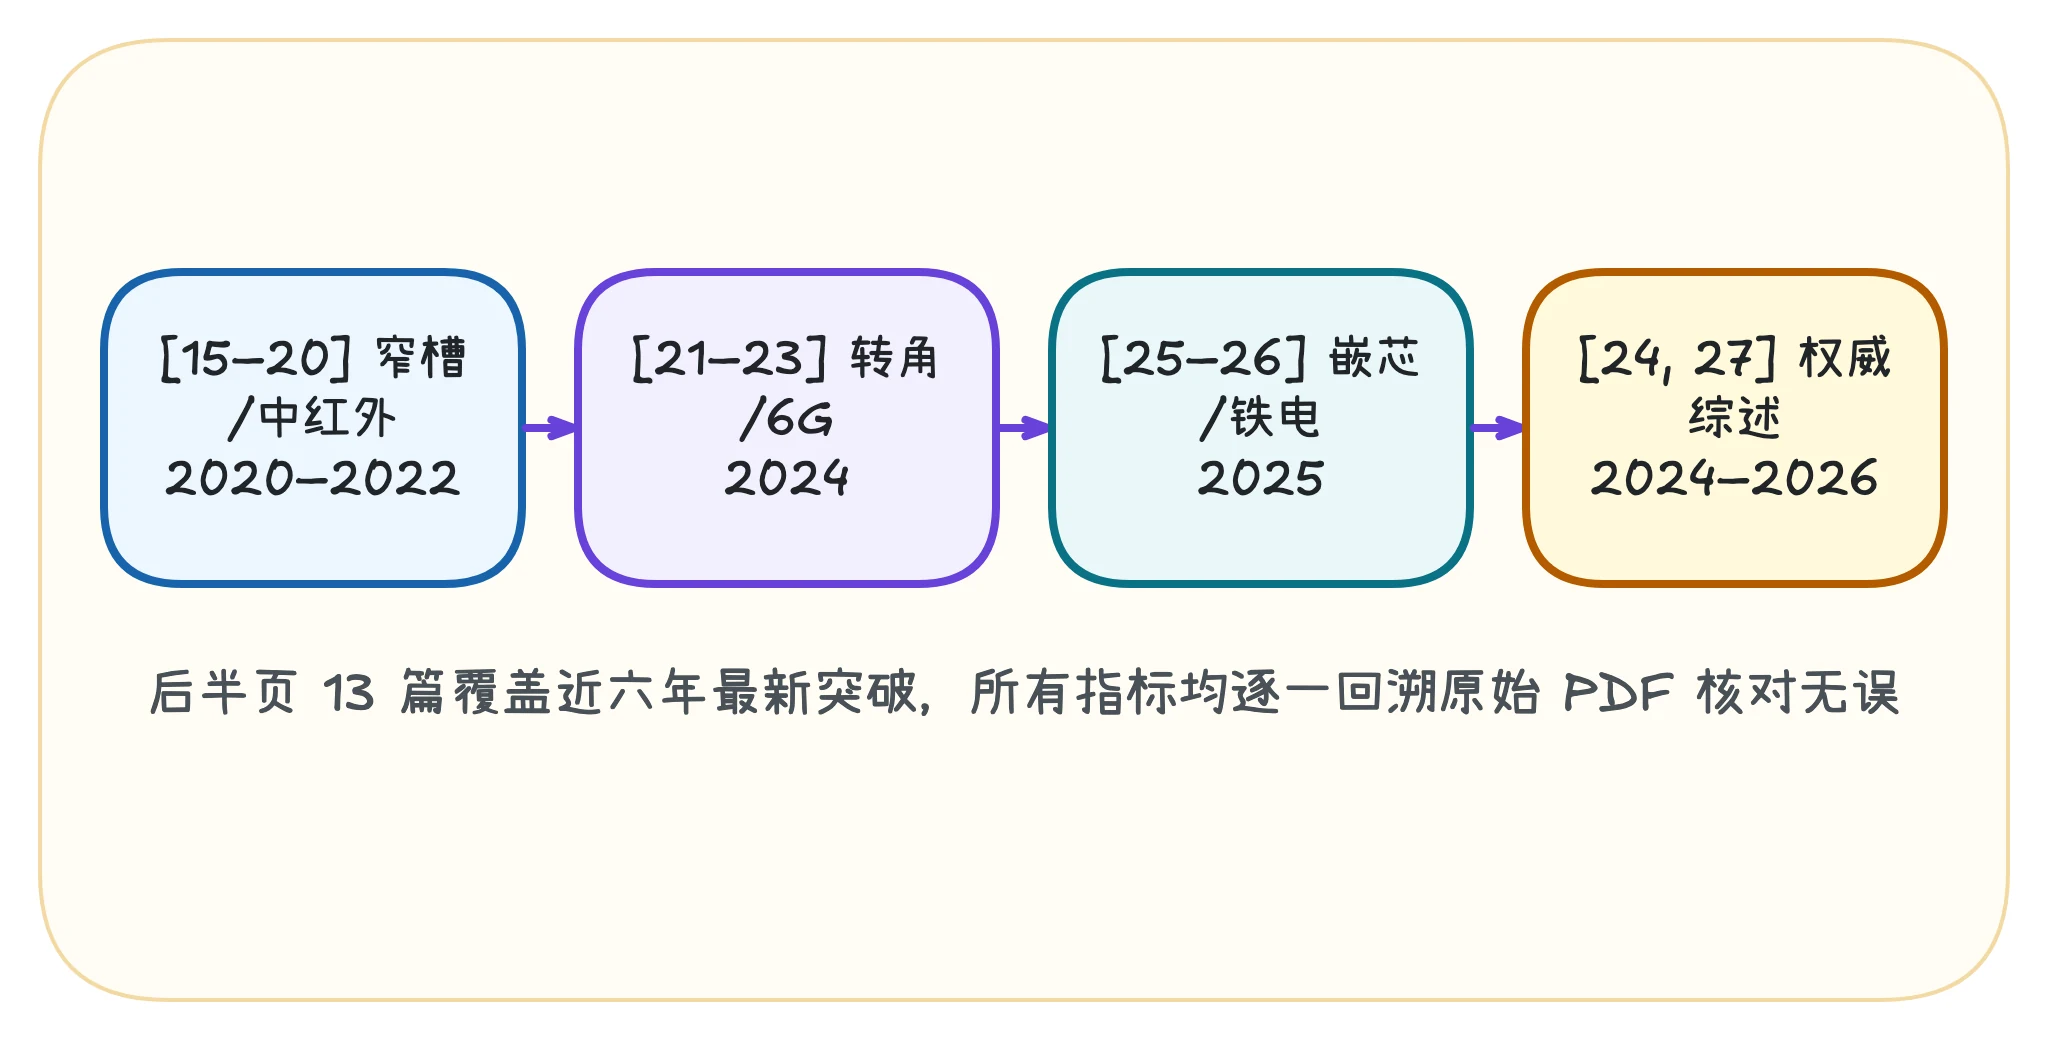 [15–20] 窄槽
/中红外
2020–2022
[21–23] 转角
/6G
2024
[25–26] 嵌芯
/铁电
2025
[24, 27] 权威
综述
2024–2026
后半页 13 篇覆盖近六年最新突破，所有指标均逐一回溯原始 PDF 核对无误